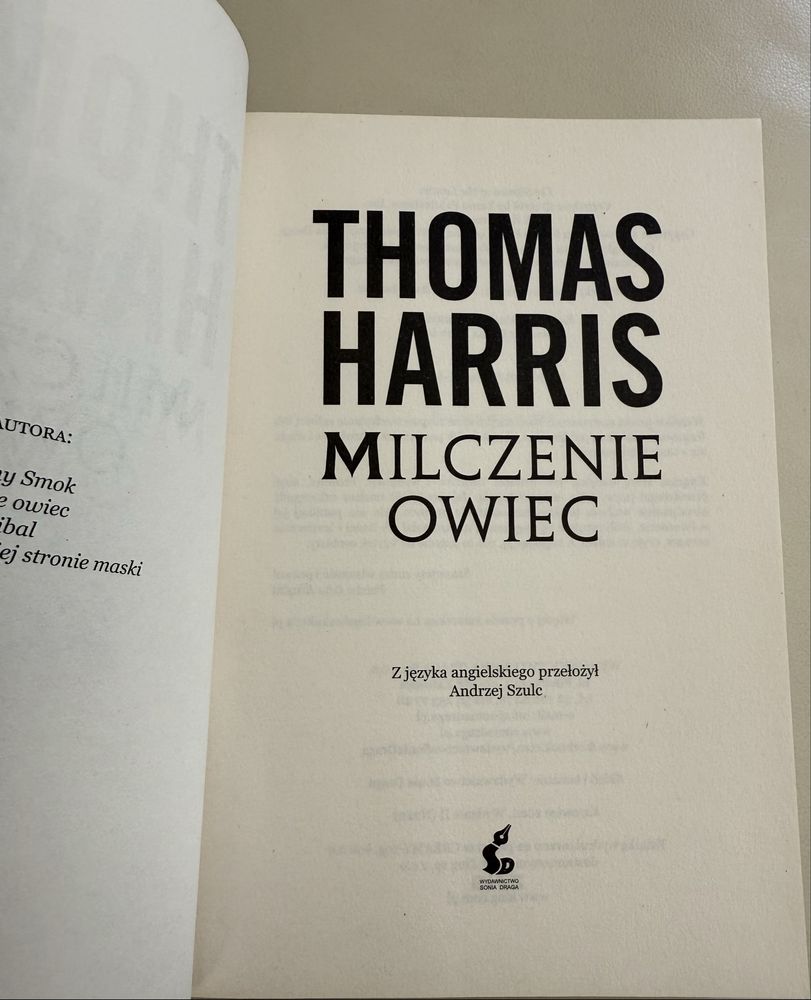 AUTORA:
Smok
owiec
stronie maski
THOMAS
HARRIS
MILCZENIE
OWIEC
Z języka angielskiego przełożył
Andrzej Szulc
WYDAWNICTWO
SONIA DRAGA